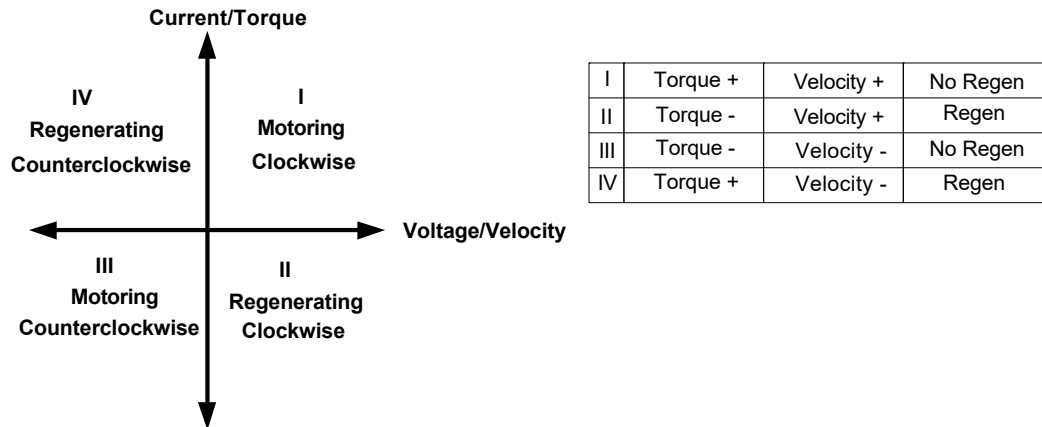 Current/Torque
IV
Regenerating
Counterclockwise
I
Motoring
Clockwise
Voltage/Velocity
III
Motoring
Counterclockwise
II
Regenerating
Clockwise
I Torque + Velocity + No Regen
II Torque - Velocity + Regen
III Torque - Velocity - No Regen
IV Torque + Velocity - Regen